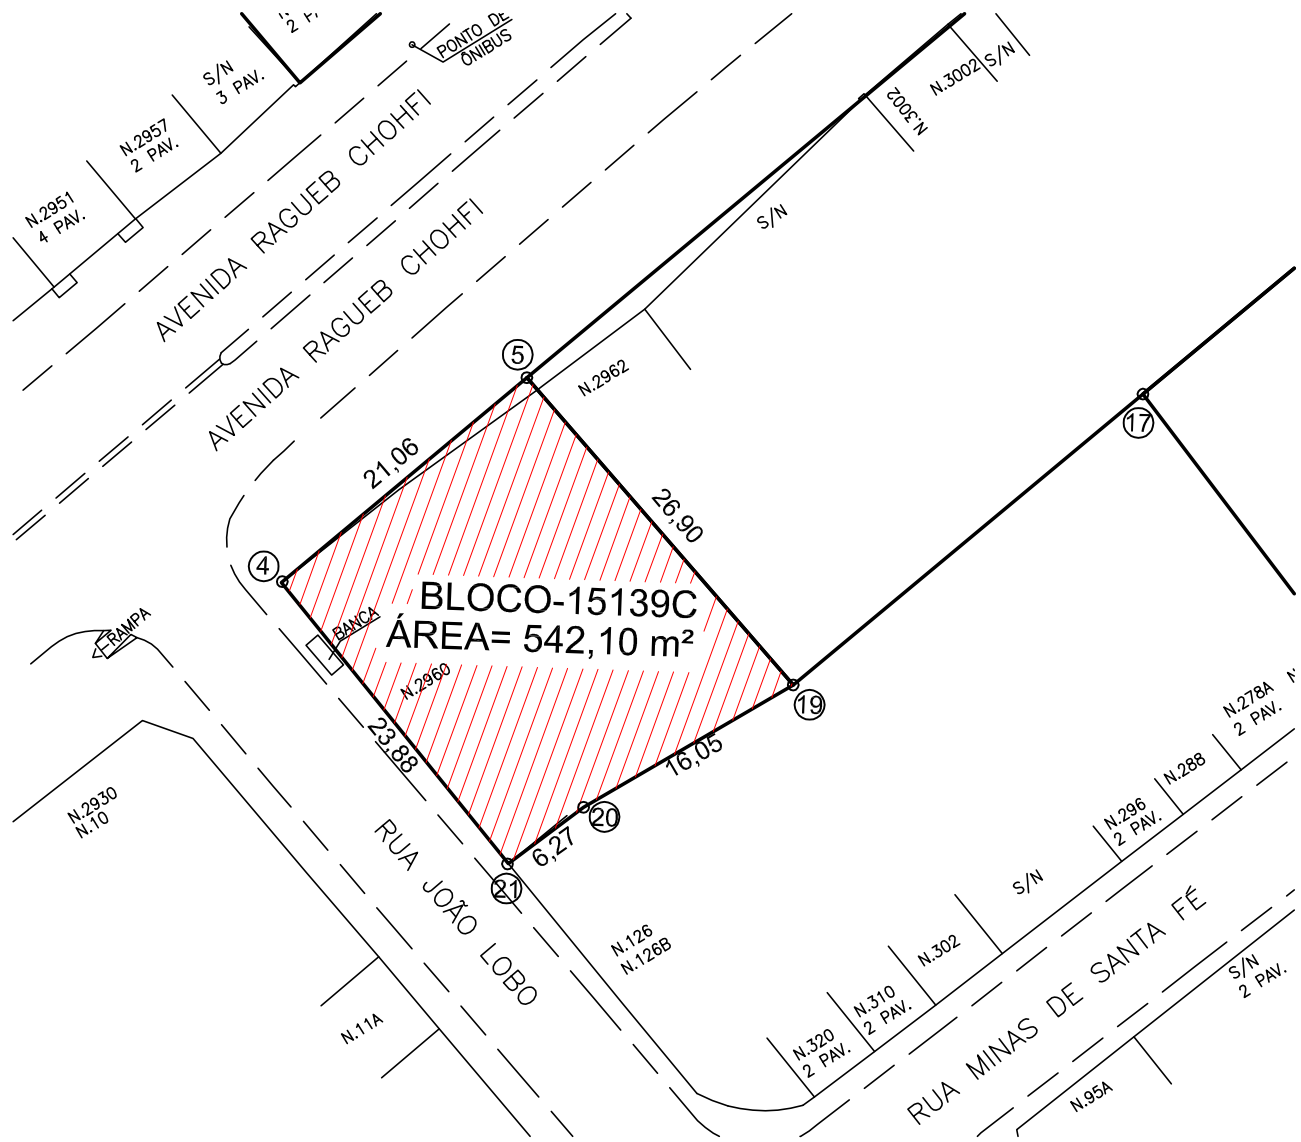 2 PAV.
PONTO DE
ÔNIBUS
S/N
3 PAV.
N.2957
2 PAV.
N.2951
4 PAV.
AVENIDA RAGUEB CHOHFI
AVENIDA RAGUEB CHOHFI
N.3002
S/N
N.3002
S/N
5
N.2962
17
21,06
26,90
4
BLOCO-15139C
ÁREA= 542,10 m²
RAMPA
BANCA
N.2960
19
23,88
16,05
20
6,27
21
N.2930
N.10
RUA JOÃO LOBO
N.126
N.126B
N.11A
N.278A
2 PAV.
N.288
N.296
2 PAV.
S/N
N.302
N.310
2 PAV.
N.320
2 PAV.
RUA MINAS DE SANTA FÉ
S/N
2 PAV.
N.95A